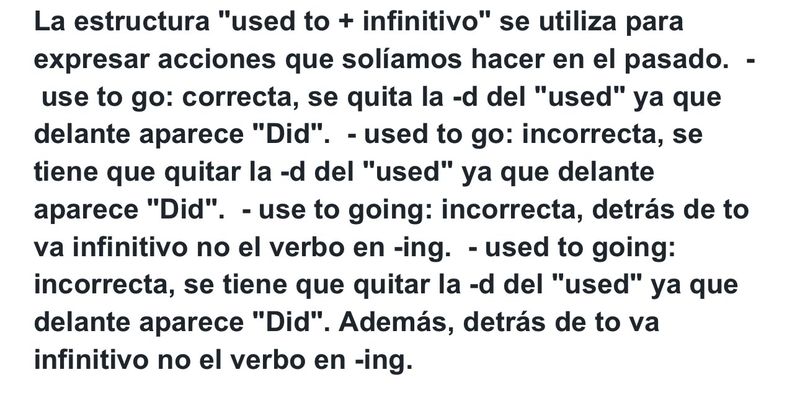 La estructura "used to + infinitivo" se utiliza para
expresar acciones que solíamos hacer en el pasado.  -
 use to go: correcta, se quita la -d del "used" ya que
delante aparece "Did".  - used to go: incorrecta, se
tiene que quitar la -d del "used" ya que delante
aparece "Did".  - use to going: incorrecta, detrás de to
va infinitivo no el verbo en -ing.  - used to going:
incorrecta, se tiene que quitar la -d del "used" ya que
delante aparece "Did". Además, detrás de to va
infinitivo no el verbo en -ing.